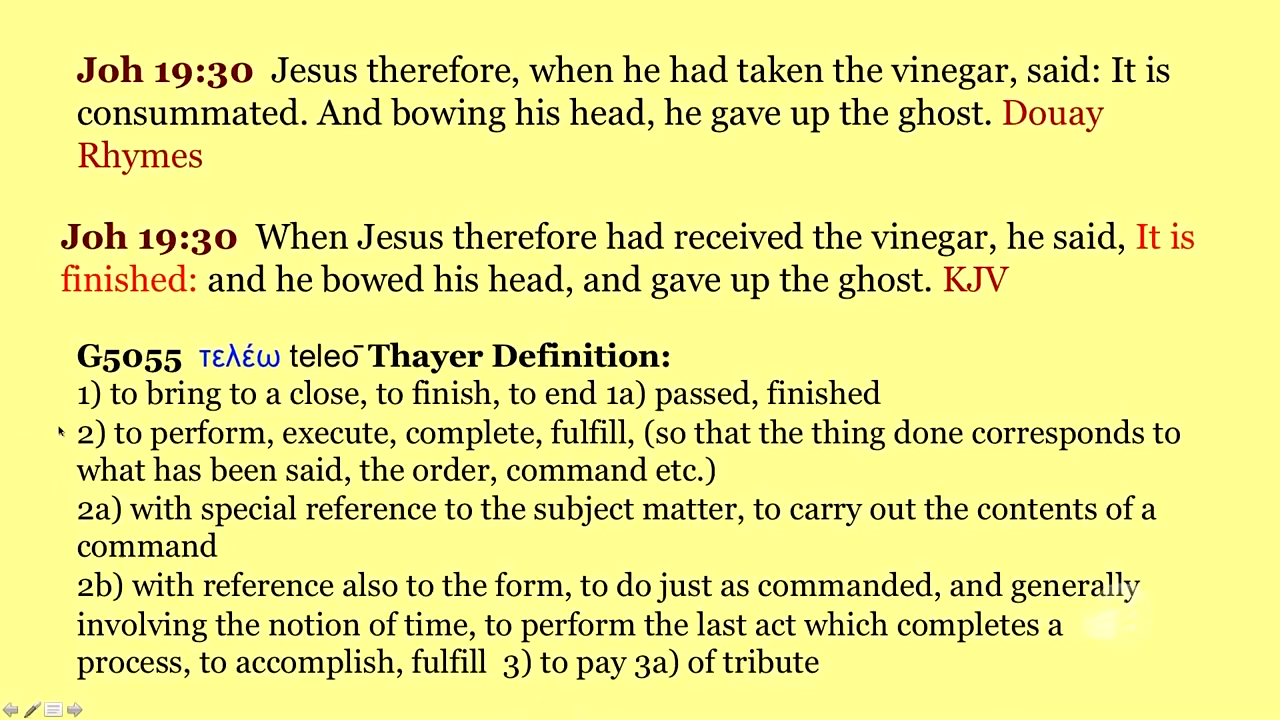 Joh 19:30 Jesus therefore, when he had taken the vinegar, said: It is
consummated. And bowing his head, he gave up the ghost. Douay
Rhymes
Joh 19:30 When Jesus therefore had received the vinegar, he said, It is
finished: and he bowed his head, and gave up the ghost. KJV
G5055 τελέω teleō Thayer Definition:
1) to bring to a close, to finish, to end 1a) passed, finished
2) to perform, execute, complete, fulfill, (so that the thing done corresponds to
what has been said, the order, command etc.)
2a) with special reference to the subject matter, to carry out the contents of a
command
2b) with reference also to the form, to do just as commanded, and generally
involving the notion of time, to perform the last act which completes a
process, to accomplish, fulfill 3) to pay 3a) of tribute